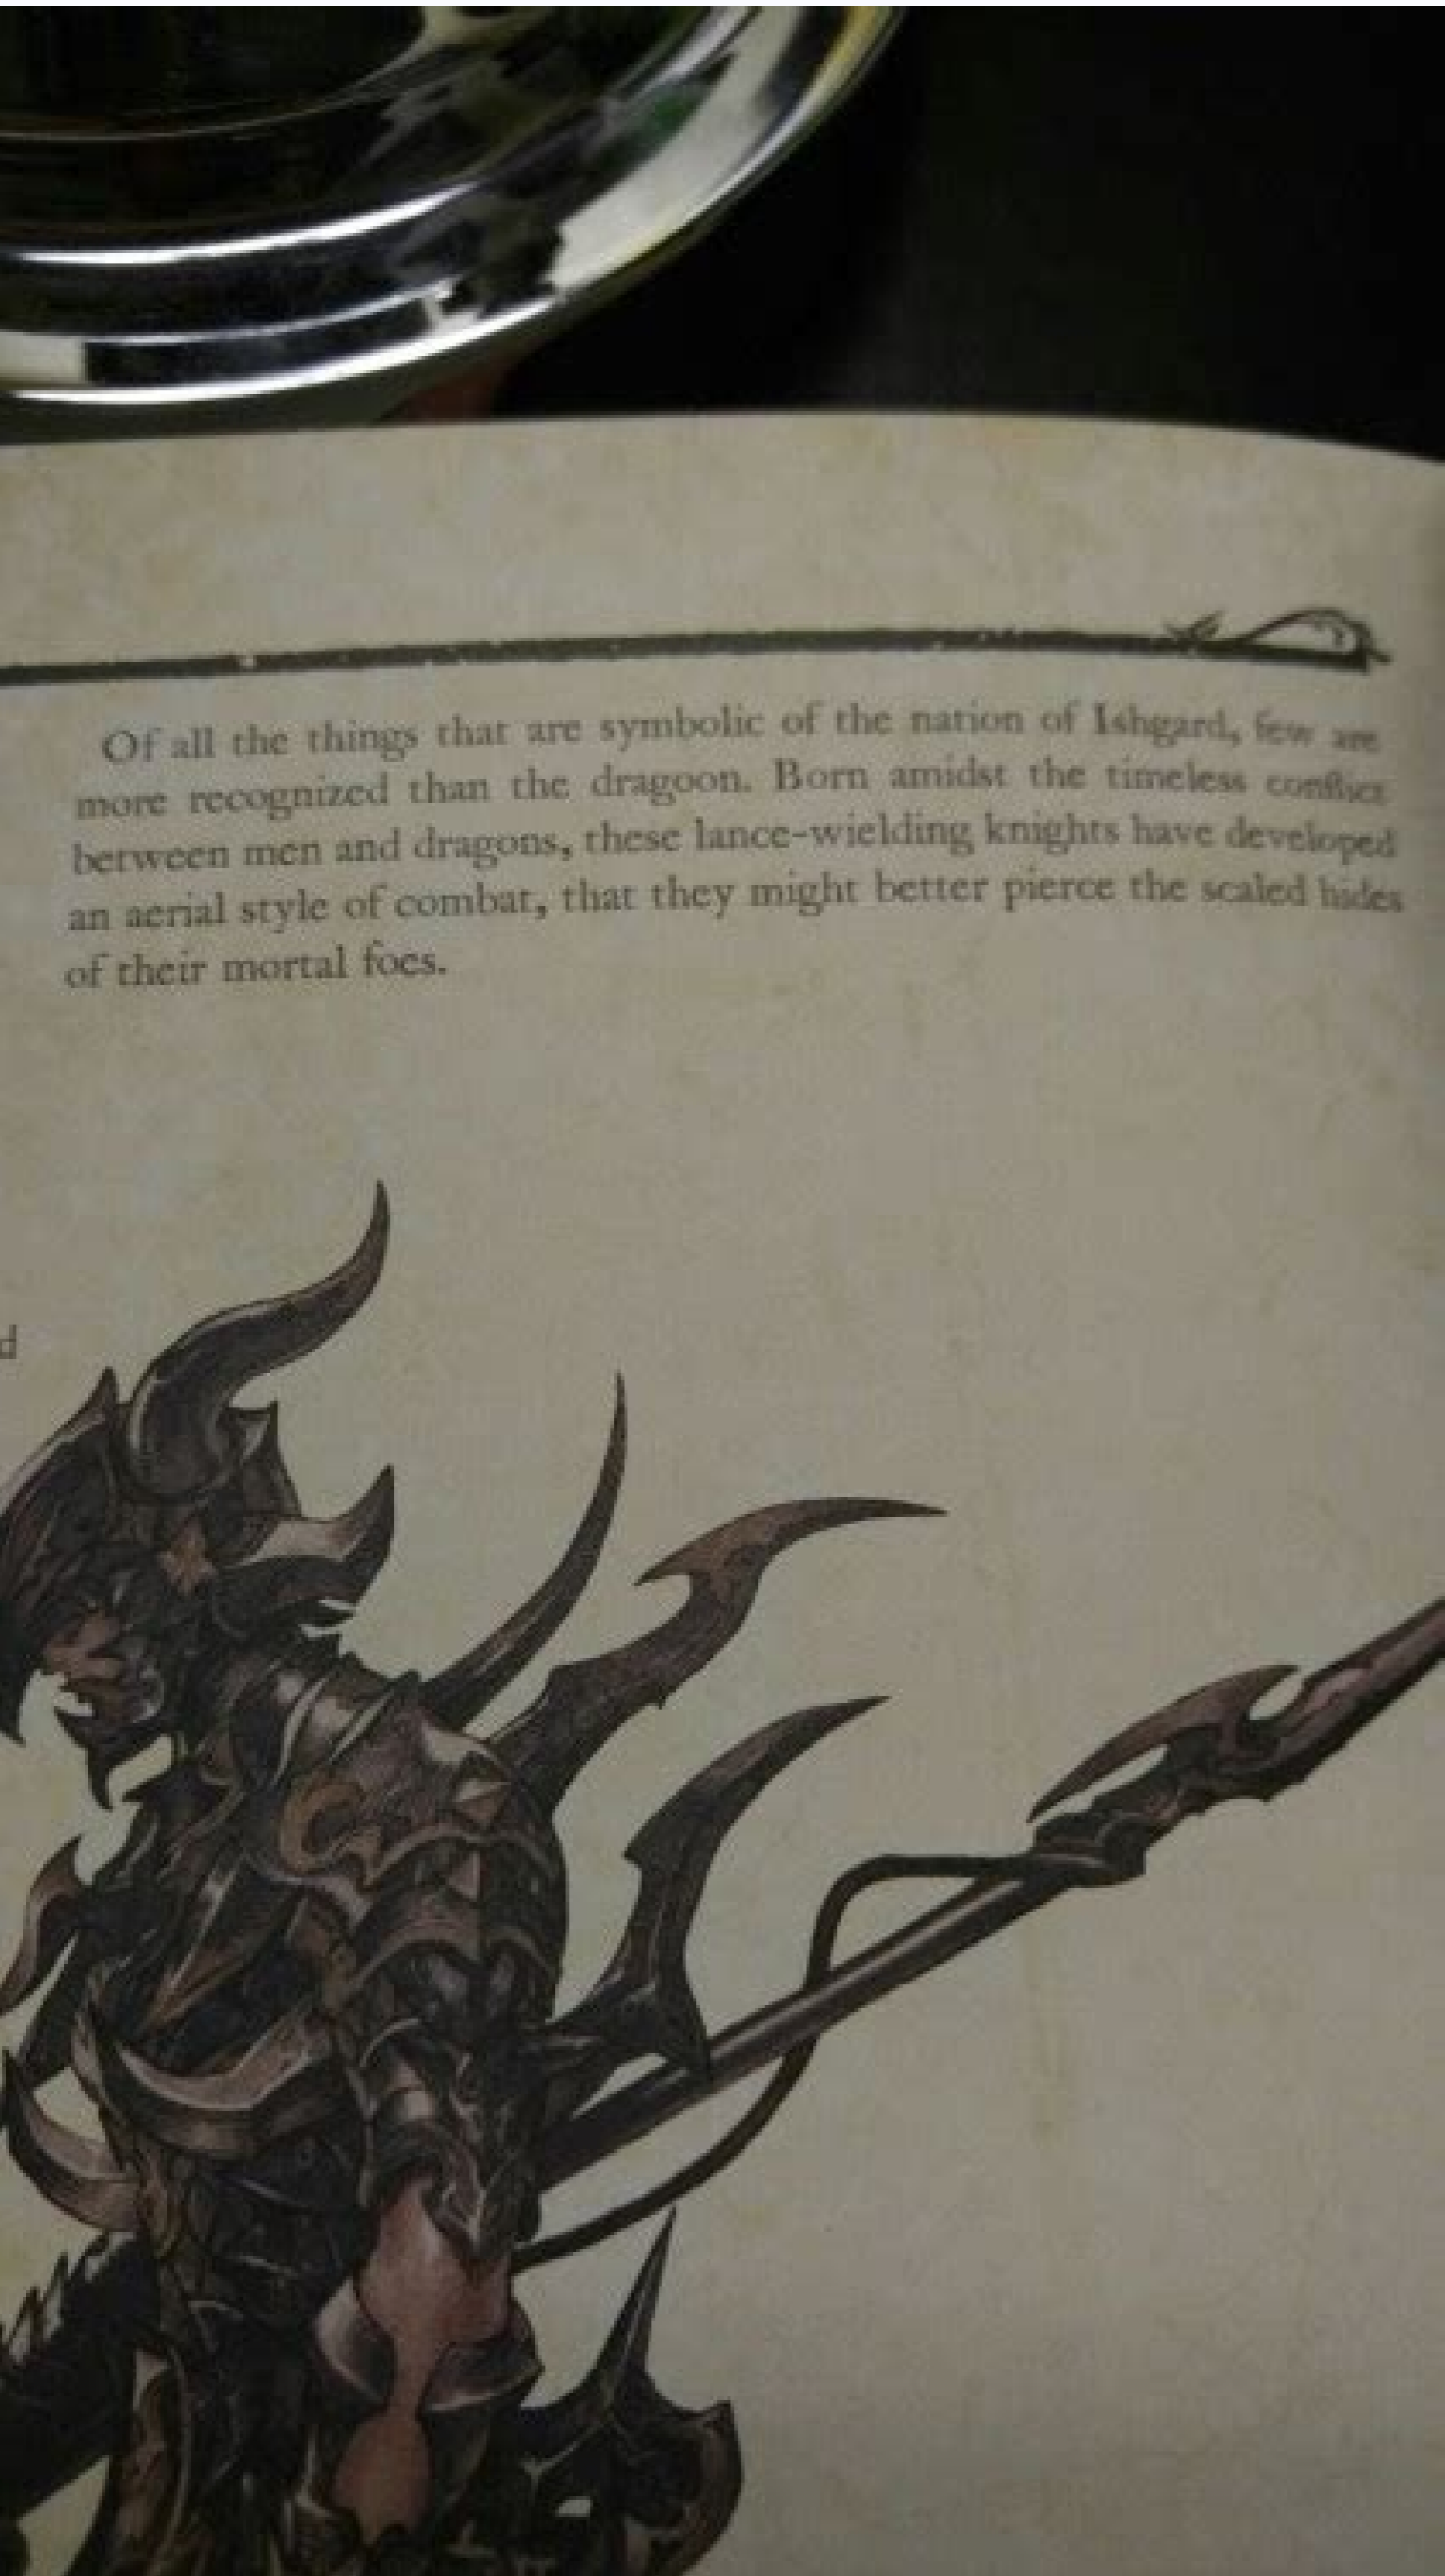 Of all the things that are symbolic of the nation of Ishgard, few are
more recognized than the dragoon. Born amidst the timeless conflict
between men and dragons, these lance-wielding knights have developed
an aerial style of combat, that they might better pierce the scaled hides
of their mortal foes.
d